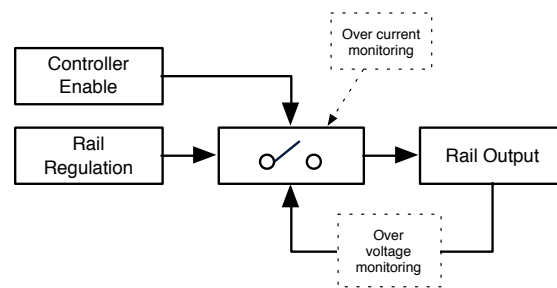 Over current
monitoring
Controller
Enable
Rail
Regulation
Rail Output
Over
voltage
monitoring